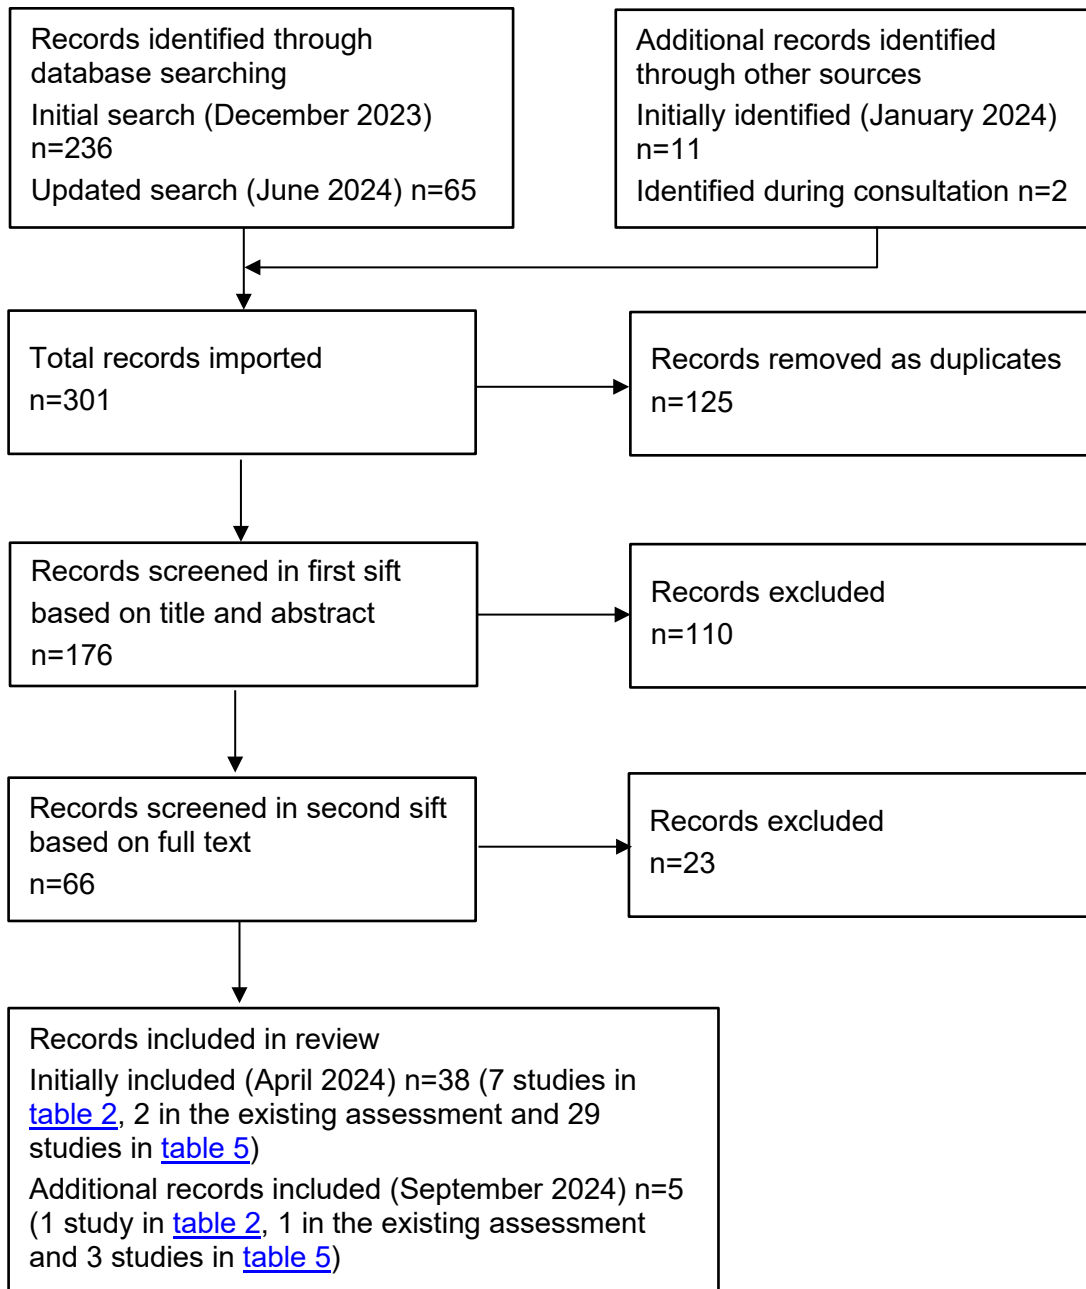 Records identified through
database searching
Initial search (December 2023)
n=236
Updated search (June 2024) n=65
Additional records identified
through other sources
Initially identified (January 2024)
n=11
Identified during consultation n=2
Total records imported
n=301
Records removed as duplicates
n=125
Records screened in first sift
based on title and abstract
n=176
Records excluded
n=110
Records screened in second sift
based on full text
n=66
Records excluded
n=23
Records included in review
Initially included (April 2024) n=38 (7 studies in
table 2, 2 in the existing assessment and 29
studies in table 5)
Additional records included (September 2024) n=5
(1 study in table 2, 1 in the existing assessment
and 3 studies in table 5)